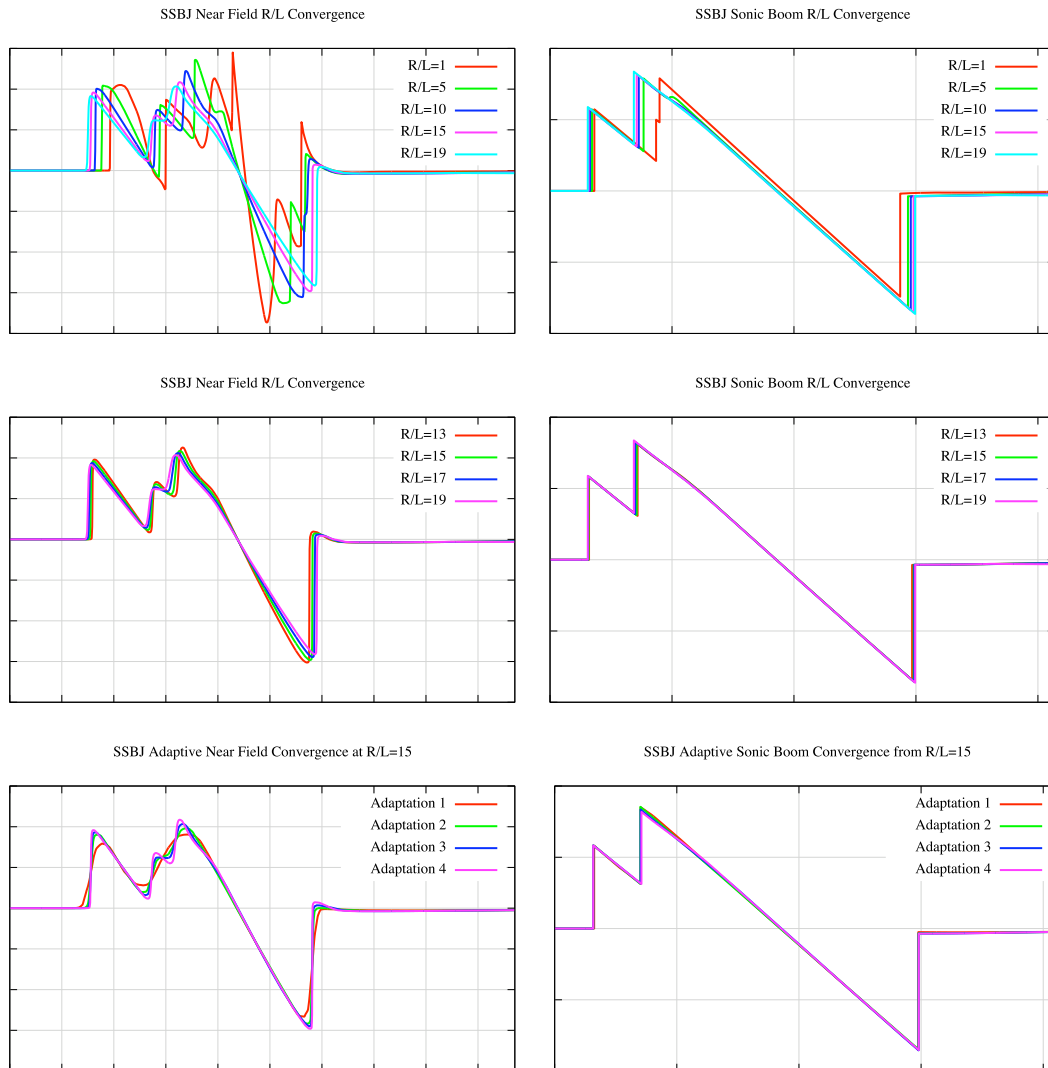 SSBJ Near Field R/L Convergence
R/L=1
R/L=5
R/L=10
R/L=15
R/L=19
SSBJ Sonic Boom R/L Convergence
R/L=1
R/L=5
R/L=10
R/L=15
R/L=19
SSBJ Near Field R/L Convergence
R/L=13
R/L=15
R/L=17
R/L=19
SSBJ Sonic Boom R/L Convergence
R/L=13
R/L=15
R/L=17
R/L=19
SSBJ Adaptive Near Field Convergence at R/L=15
Adaptation 1
Adaptation 2
Adaptation 3
Adaptation 4
SSBJ Adaptive Sonic Boom Convergence from R/L=15
Adaptation 1
Adaptation 2
Adaptation 3
Adaptation 4